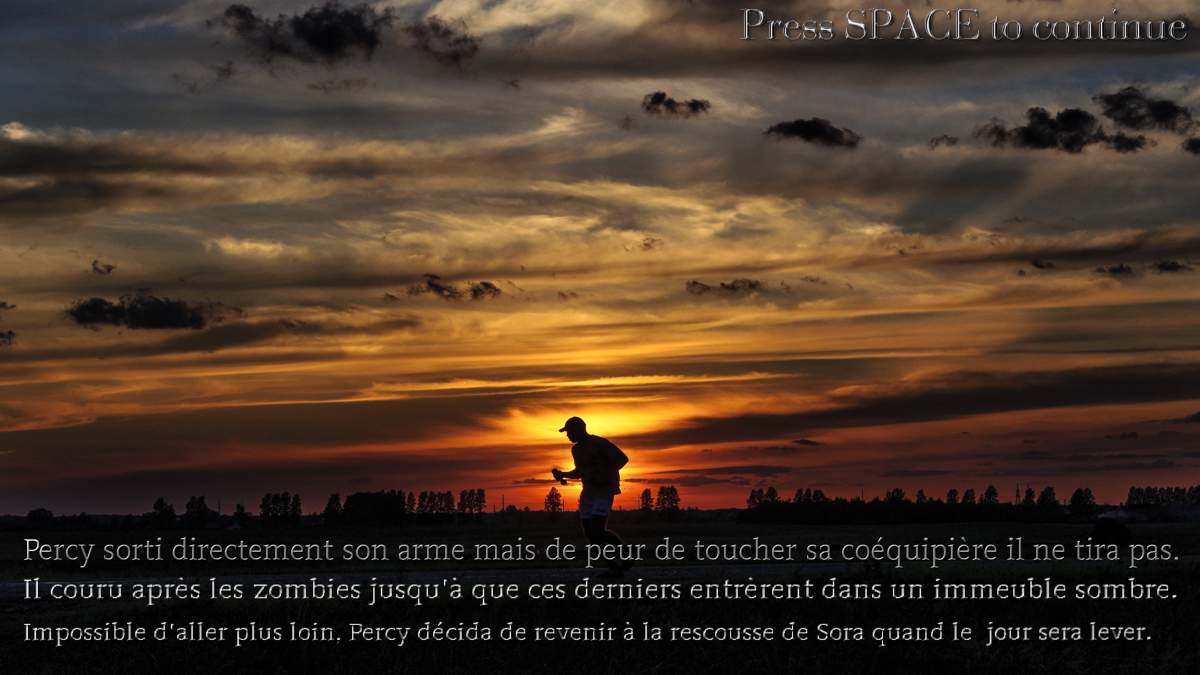 Press SPACE to continue
Percy sorti directement son arme mais de peur de toucher sa coéquipière il ne tira pas.
Il couru après les zombies jusqu'à que ces derniers entrèrent dans un immeuble sombre.
Impossible d'aller plus loin, Percy décida de revenir à la rescousse de Sora quand le jour sera lever.